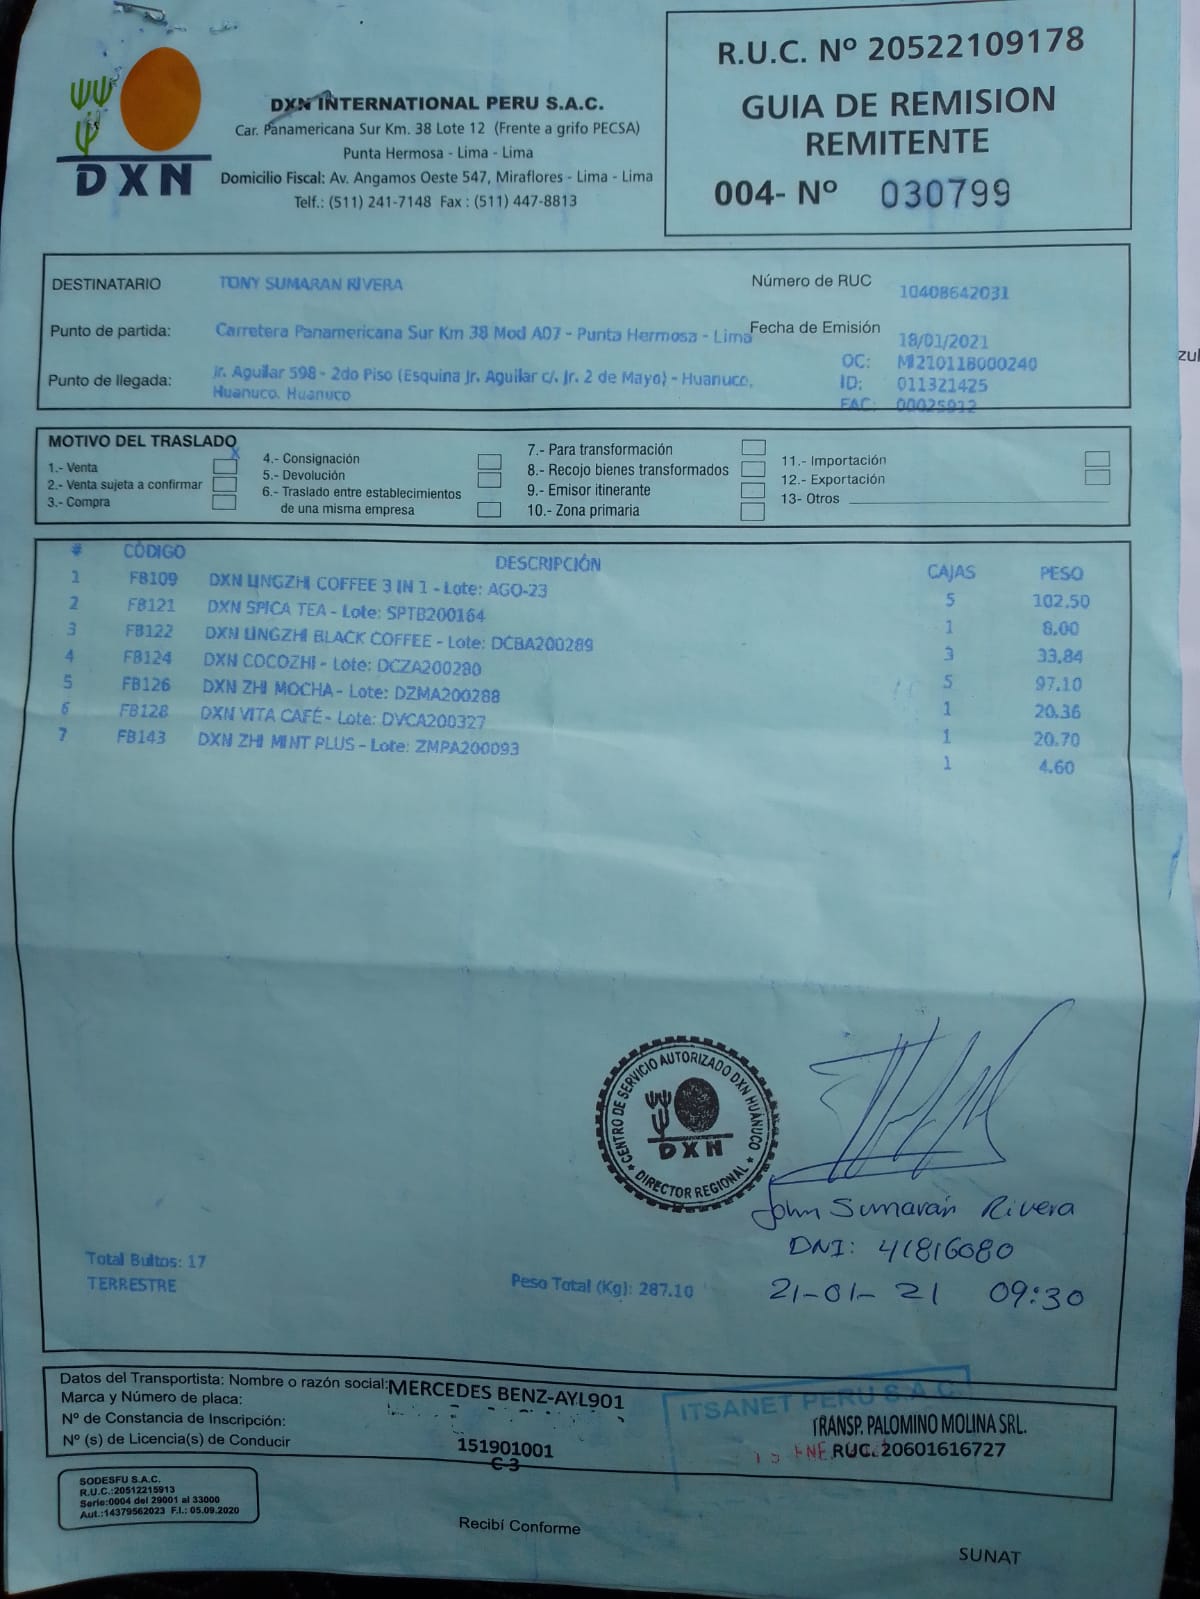 R.U.C. Nº 20522109178
GUIA DE REMISION
REMITENTE
004- Nº 030799
DXN
DXN INTERNATIONAL PERU S.A.C.
Car. Panamericana Sur Km. 38 Lote 12 (Frente a grifo PECSA)
Punta Hermosa - Lima - Lima
Domicilio Fiscal: Av. Angamos Oeste 547, Miraflores - Lima - Lima
Telf.: (511) 241-7148 Fax : (511) 447-8813
DESTINATARIO TONY SUMARAN RIVERA Número de RUC 10408642031
Punto de partida: Carretera Panamericana Sur Km 38 Mod A07 - Punta Hermosa - Lima Fecha de Emisión 18/01/2021
OC: MI210118000240
Punto de llegada: Jr. Aguilar 598 - 2do Piso (Esquina Jr. Aguilar c/. Jr. 2 de Mayo) - Huanuco, ID: 011321425
Huanuco, Huanuco FAC: 00025912
MOTIVO DEL TRASLADO
1.- Venta X
2.- Venta sujeta a confirmar
3.- Compra
4.- Consignación
5.- Devolución
6.- Traslado entre establecimientos
de una misma empresa
7.- Para transformación
8.- Recojo bienes transformados
9.- Emisor itinerante
10.- Zona primaria
11.- Importación
12.- Exportación
13- Otros
# CÓDIGO DESCRIPCIÓN CAJAS PESO
1 FB109 DXN LINGZHI COFFEE 3 IN 1 - Lote: AGO-23 5 102.50
2 FB121 DXN SPICA TEA - Lote: SPTB200164 1 8.00
3 FB122 DXN LINGZHI BLACK COFFEE - Lote: DCBA200289 3 33.84
4 FB124 DXN COCOZHI - Lote: DCZA200280 5 97.10
5 FB126 DXN ZHI MOCHA - Lote: DZMA200288 1 20.36
6 FB128 DXN VITA CAFÉ - Lote: DVCA200327 1 20.70
7 FB143 DXN ZHI MINT PLUS - Lote: ZMPA200093 1 4.60
CENTRO DE SERVICIO AUTORIZADO DXN HUÁNUCO
DXN
DIRECTOR REGIONAL
John Sumarán Rivera
DNI: 41816080
21-01-21 09:30
Total Bultos: 17
TERRESTRE
Peso Total (Kg): 287.10
Datos del Transportista: Nombre o razón social: MERCEDES BENZ-AYL901
Marca y Número de placa:
Nº de Constancia de Inscripción: 151901001
Nº (s) de Licencia(s) de Conducir C-3
ITSANET PERU S.A.C.
TRANSP. PALOMINO MOLINA SRL.
ENE. RUC. 20601616727
SODESFU S.A.C.
R.U.C.:20512215913
Serie:0004 del 29001 al 33000
Aut.:14379562023 F.I.: 05.09.2020
Recibí Conforme
SUNAT